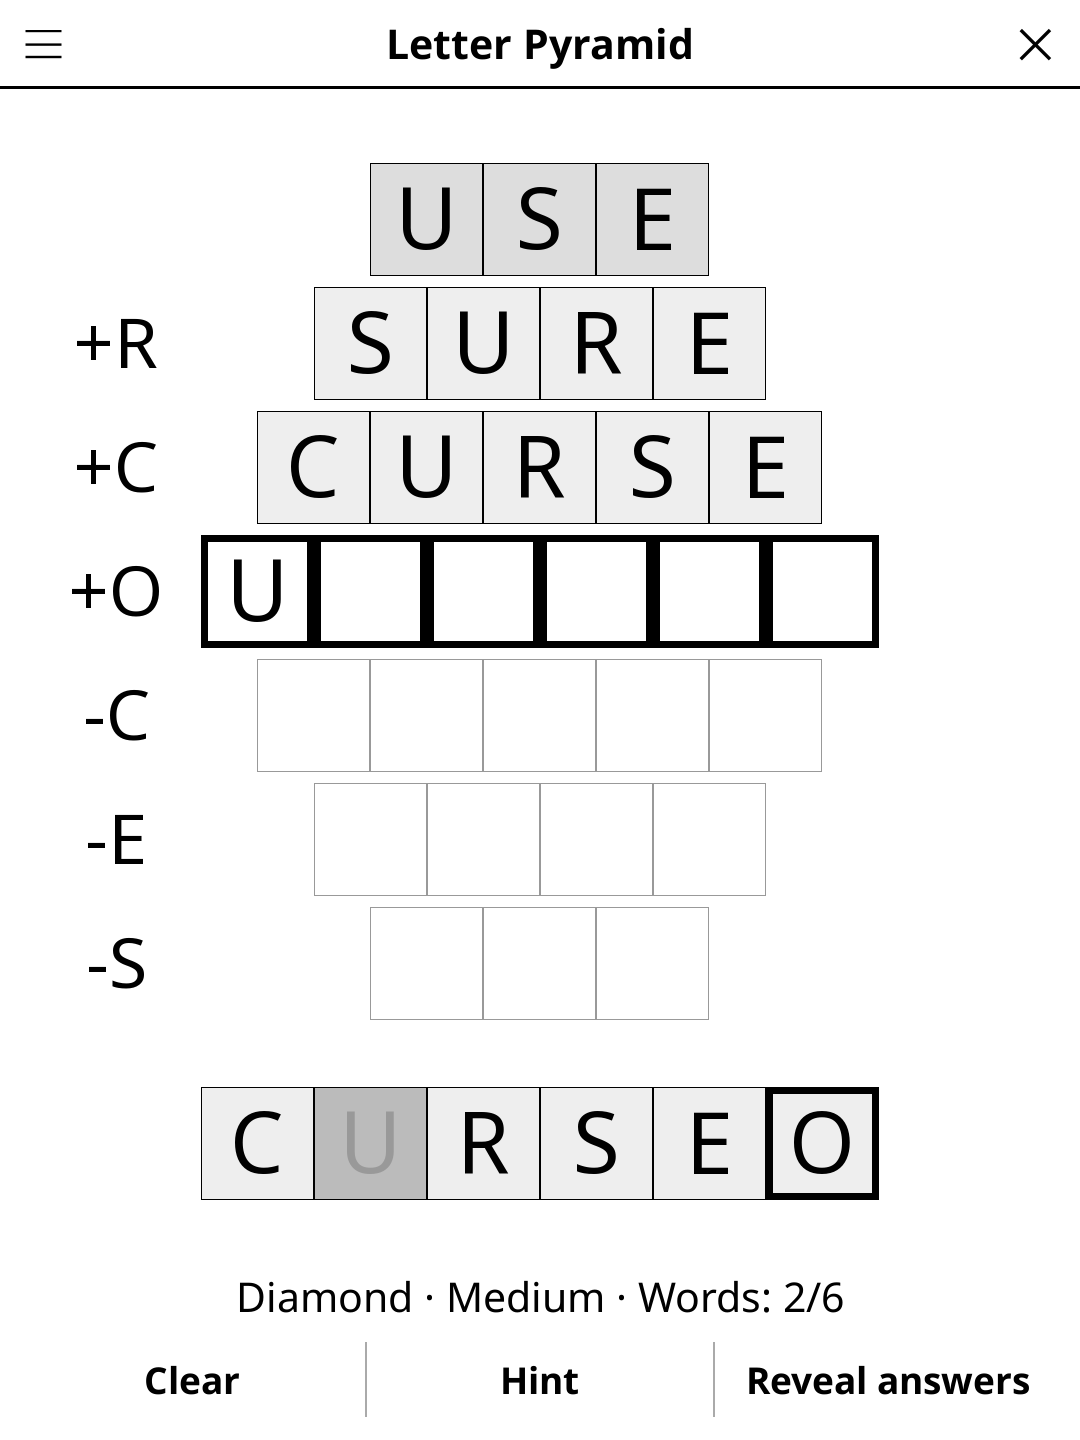 Letter Pyramid
U S E
+R S U R E
+C C U R S E
+O U
-C
-E
-S
C U R S E O
Diamond · Medium · Words: 2/6
Clear Hint Reveal answers